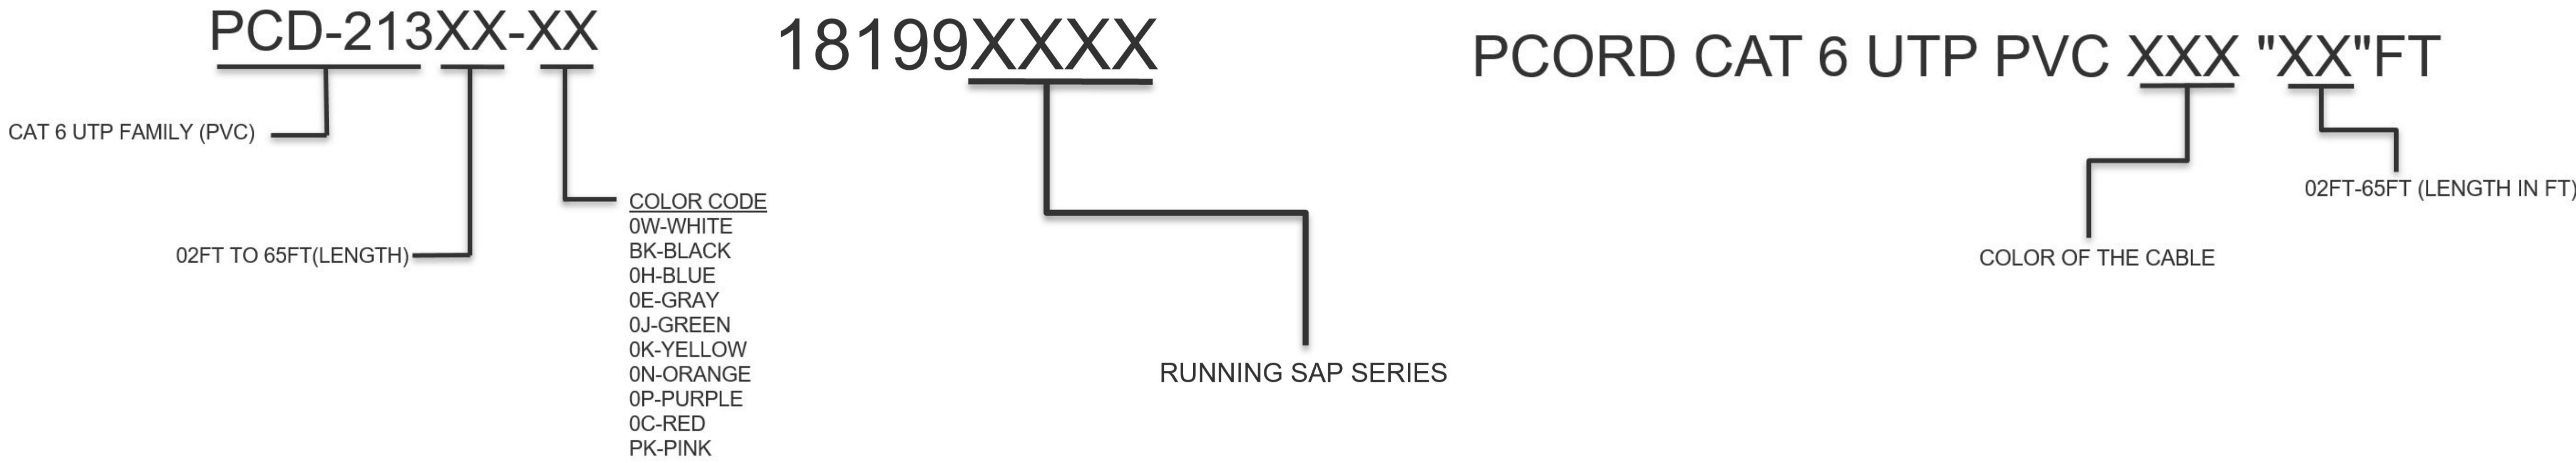 PCD-213XX-XX
CAT 6 UTP FAMILY (PVC)
02FT TO 65FT(LENGTH)
COLOR CODE
0W-WHITE
BK-BLACK
0H-BLUE
0E-GRAY
0J-GREEN
0K-YELLOW
0N-ORANGE
0P-PURPLE
0C-RED
PK-PINK
18199XXXX
RUNNING SAP SERIES
PCORD CAT 6 UTP PVC XXX "XX"FT
02FT-65FT (LENGTH IN FT)
COLOR OF THE CABLE